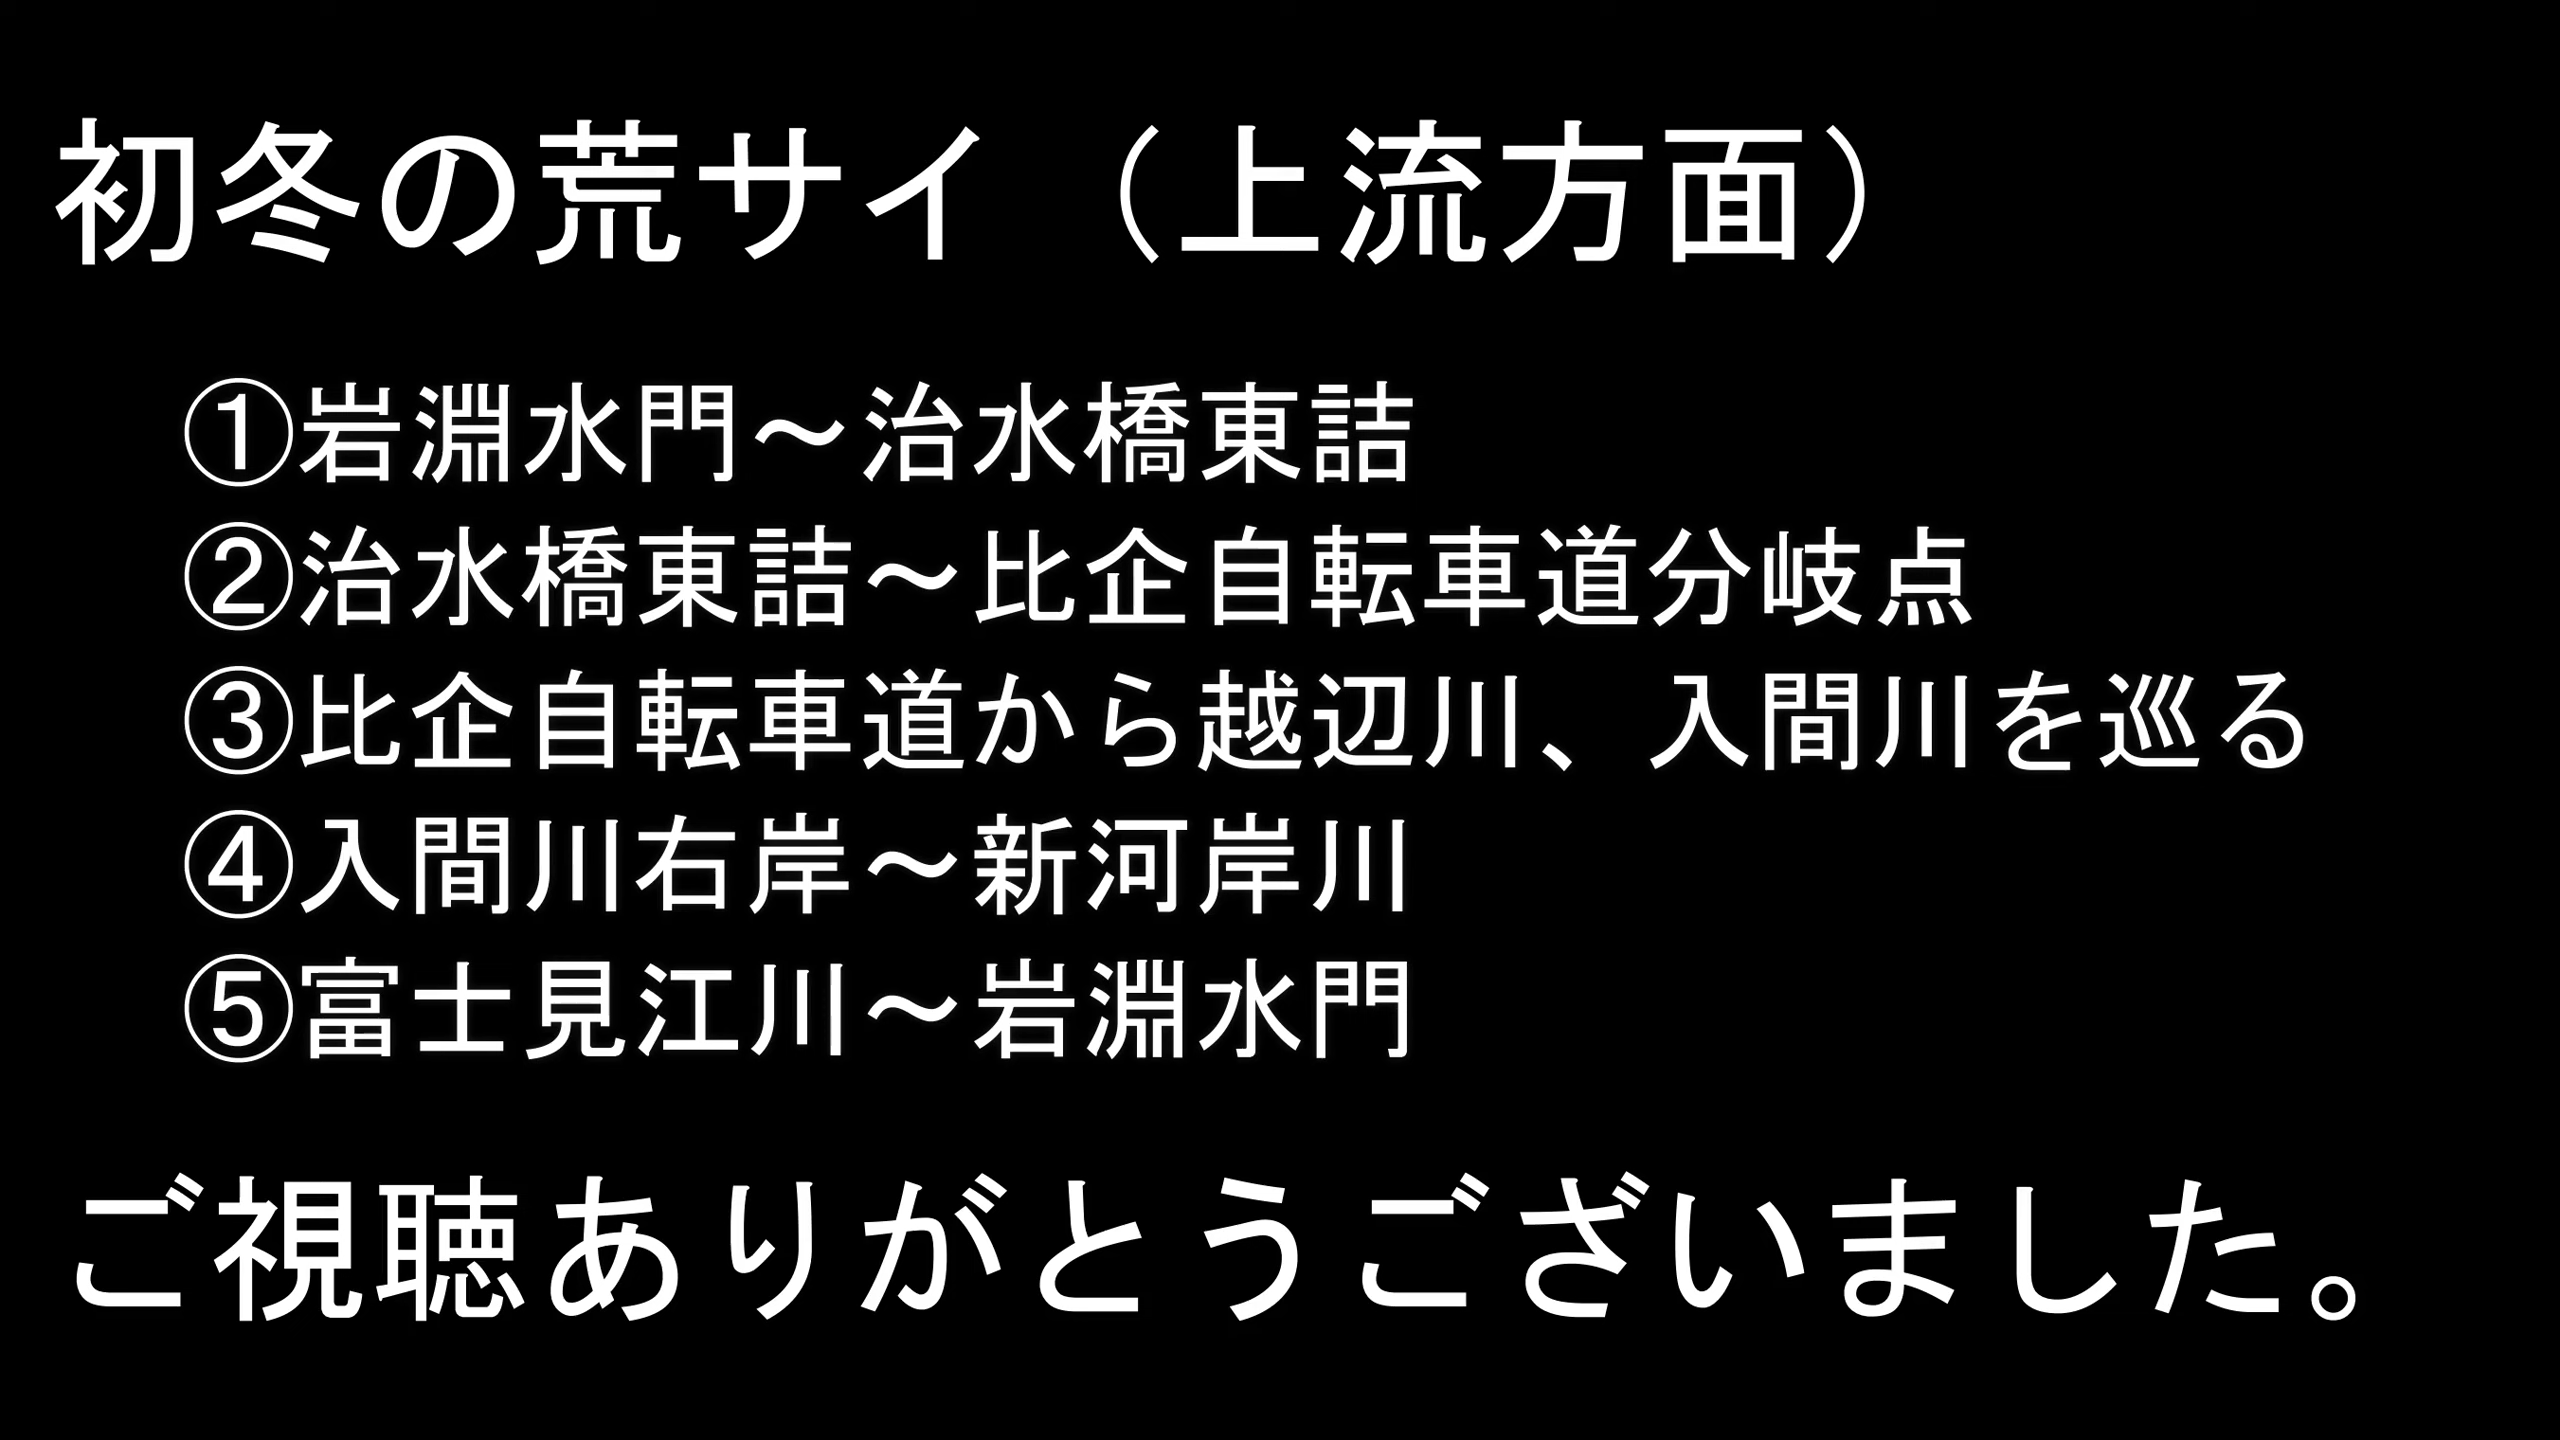 初冬の荒サイ（上流方面）
①岩淵水門～治水橋東詰
②治水橋東詰～比企自転車道分岐点
③比企自転車道から越辺川、入間川を巡る
④入間川右岸～新河岸川
⑤富士見江川～岩淵水門
ご視聴ありがとうございました。